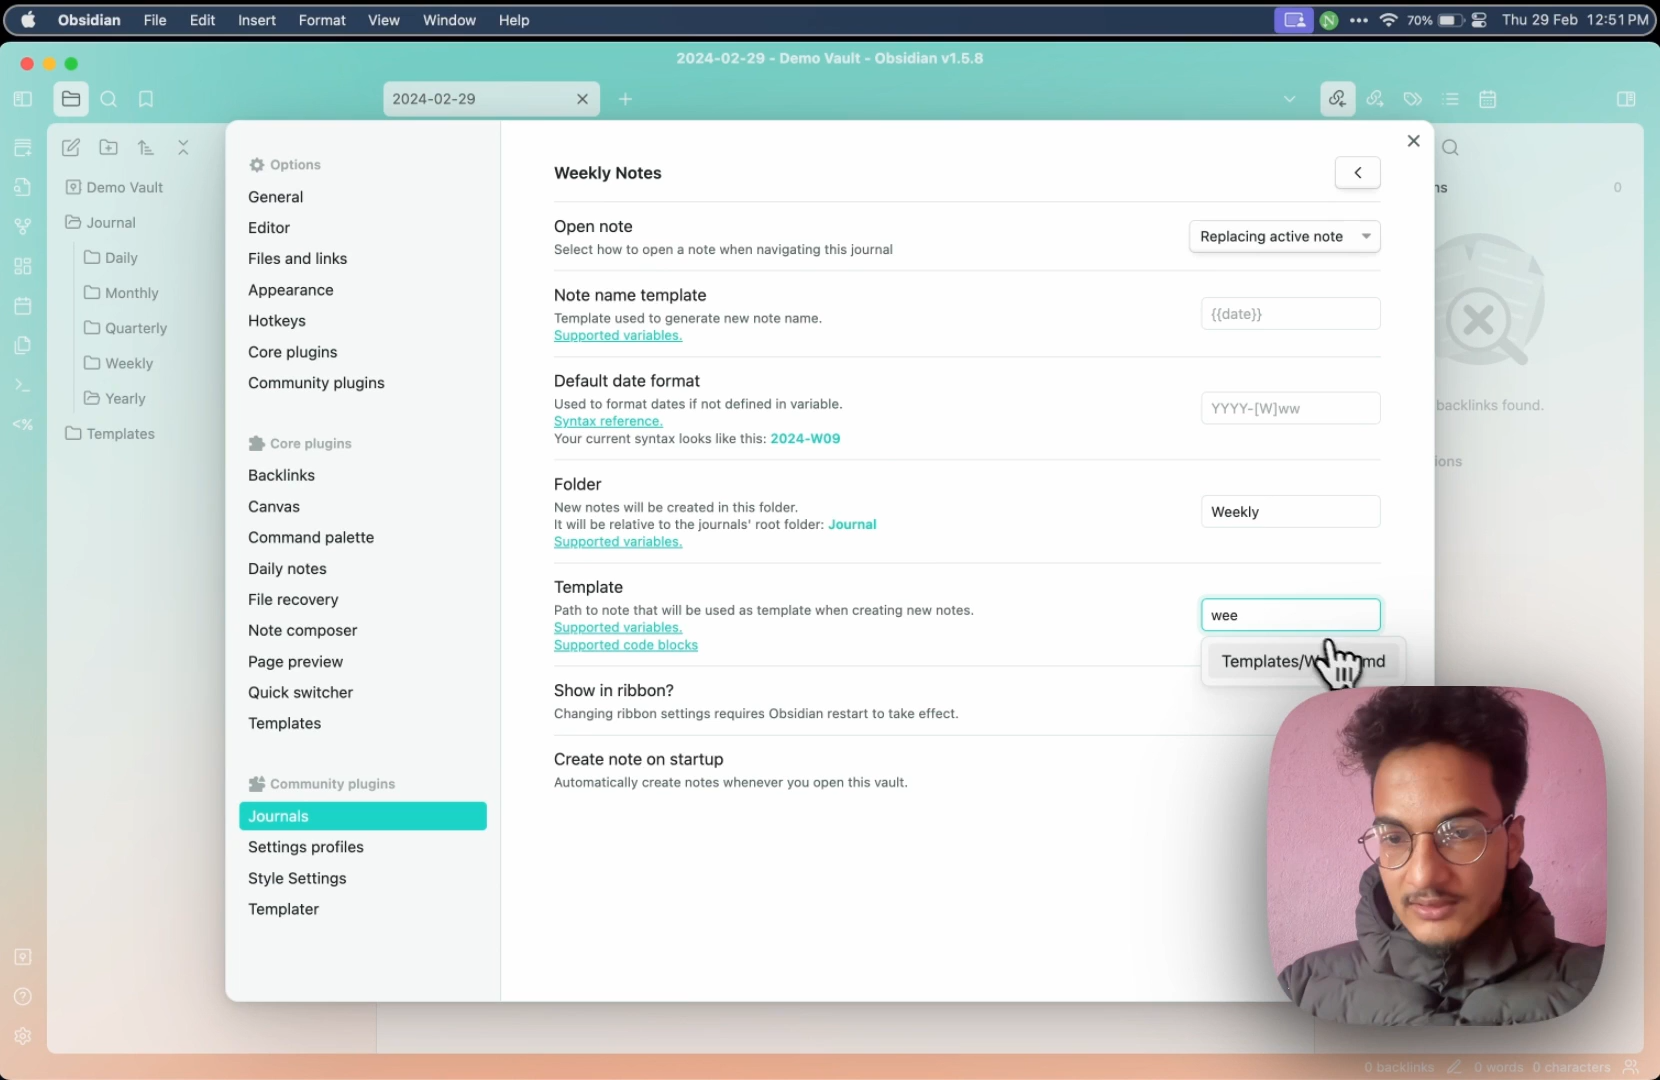 Obsidian File Edit Insert Format View Window Help
70% Thu 29 Feb 12:51 PM
2024-02-29 - Demo Vault - Obsidian v1.5.8
2024-02-29
Demo Vault
Journal
Daily
Monthly
Quarterly
Weekly
Yearly
Templates
Options
General
Editor
Files and links
Appearance
Hotkeys
Core plugins
Community plugins
Core plugins
Backlinks
Canvas
Command palette
Daily notes
File recovery
Note composer
Page preview
Quick switcher
Templates
Community plugins
Journals
Settings profiles
Style Settings
Templater
Weekly Notes
Open note
Select how to open a note when navigating this journal
Replacing active note
Note name template
Template used to generate new note name.
Supported variables.
{{date}}
Default date format
Used to format dates if not defined in variable.
Syntax reference.
Your current syntax looks like this: 2024-W09
YYYY-[W]ww
Folder
New notes will be created in this folder.
It will be relative to the journals' root folder: Journal
Supported variables.
Weekly
Template
Path to note that will be used as template when creating new notes.
Supported variables.
Supported code blocks
wee
Templates/W md
Show in ribbon?
Changing ribbon settings requires Obsidian restart to take effect.
Create note on startup
Automatically create notes whenever you open this vault.
ns 0
backlinks found.
ions
0 backlinks 0 words 0 characters